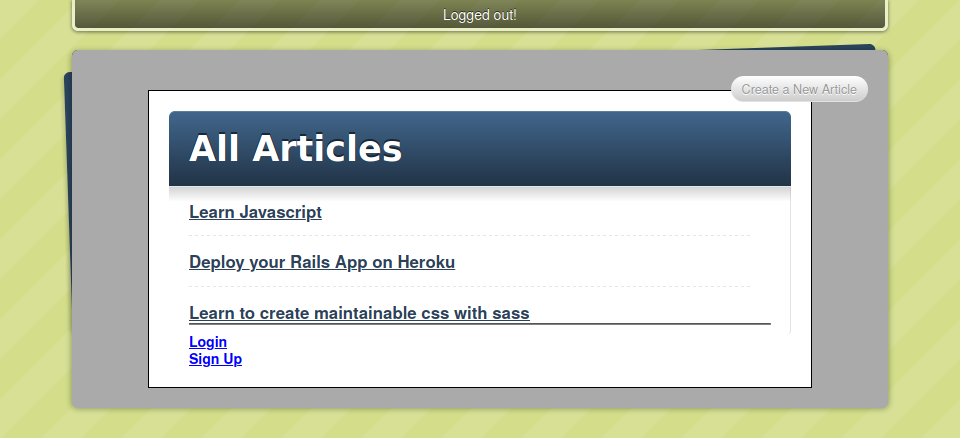 Logged out!
Create a New Article
All Articles
Learn Javascript
Deploy your Rails App on Heroku
Learn to create maintainable css with sass
Login
Sign Up